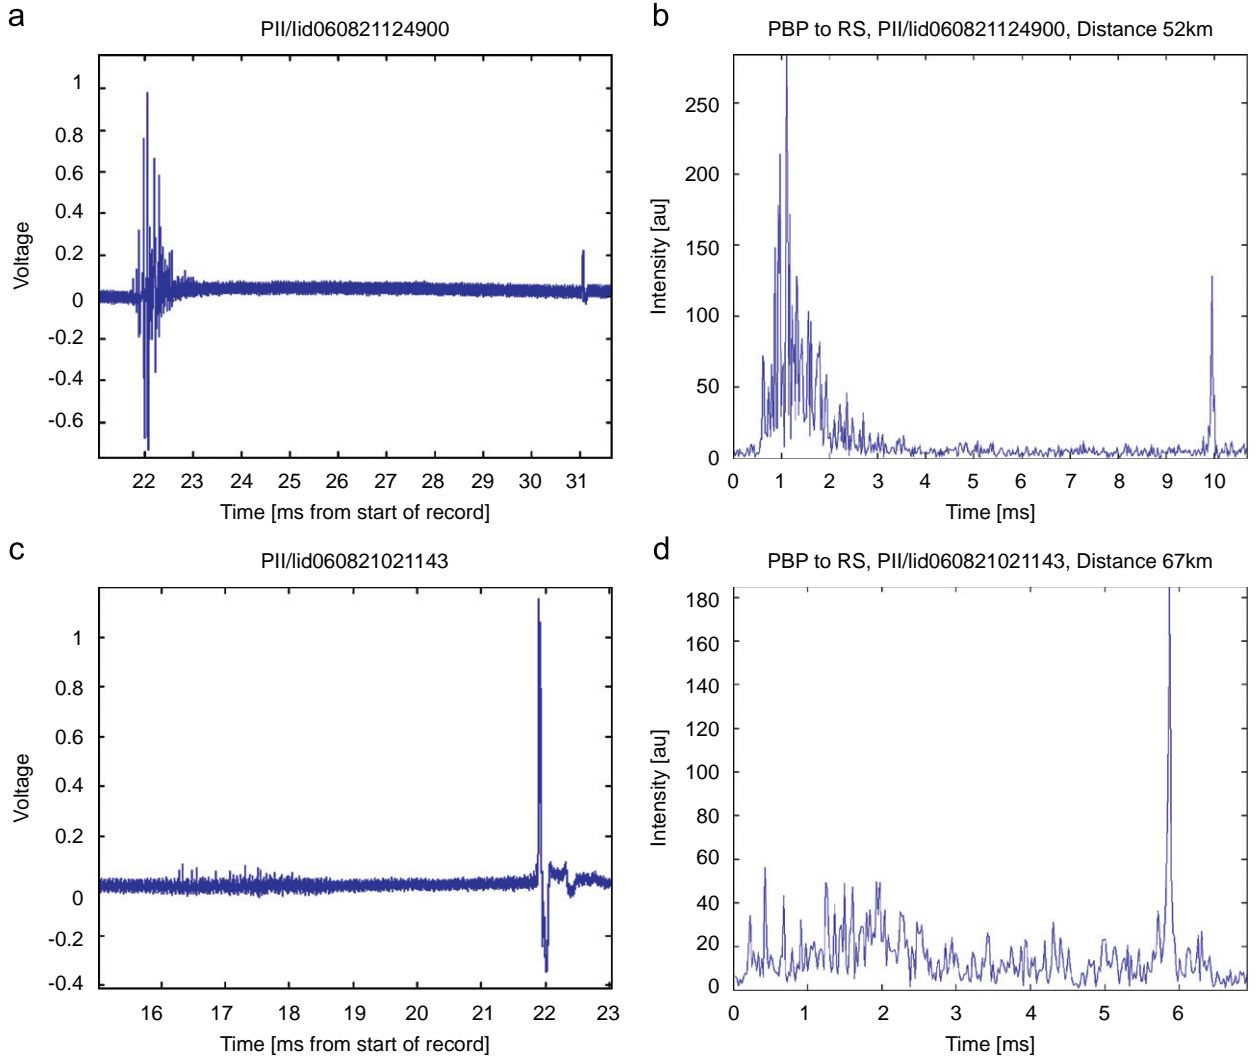 a
PII/lid060821124900
1
0.8
0.6
0.4
0.2
0
-0.2
-0.4
-0.6
Voltage
22 23 24 25 26 27 28 29 30 31
Time [ms from start of record]
b
PBP to RS, PII/lid060821124900, Distance 52km
250
200
150
100
50
0
Intensity [au]
0 1 2 3 4 5 6 7 8 9 10
Time [ms]
c
PII/lid060821021143
1
0.8
0.6
0.4
0.2
0
-0.2
-0.4
Voltage
16 17 18 19 20 21 22 23
Time [ms from start of record]
d
PBP to RS, PII/lid060821021143, Distance 67km
180
160
140
120
100
80
60
40
20
0
Intensity [au]
0 1 2 3 4 5 6
Time [ms]